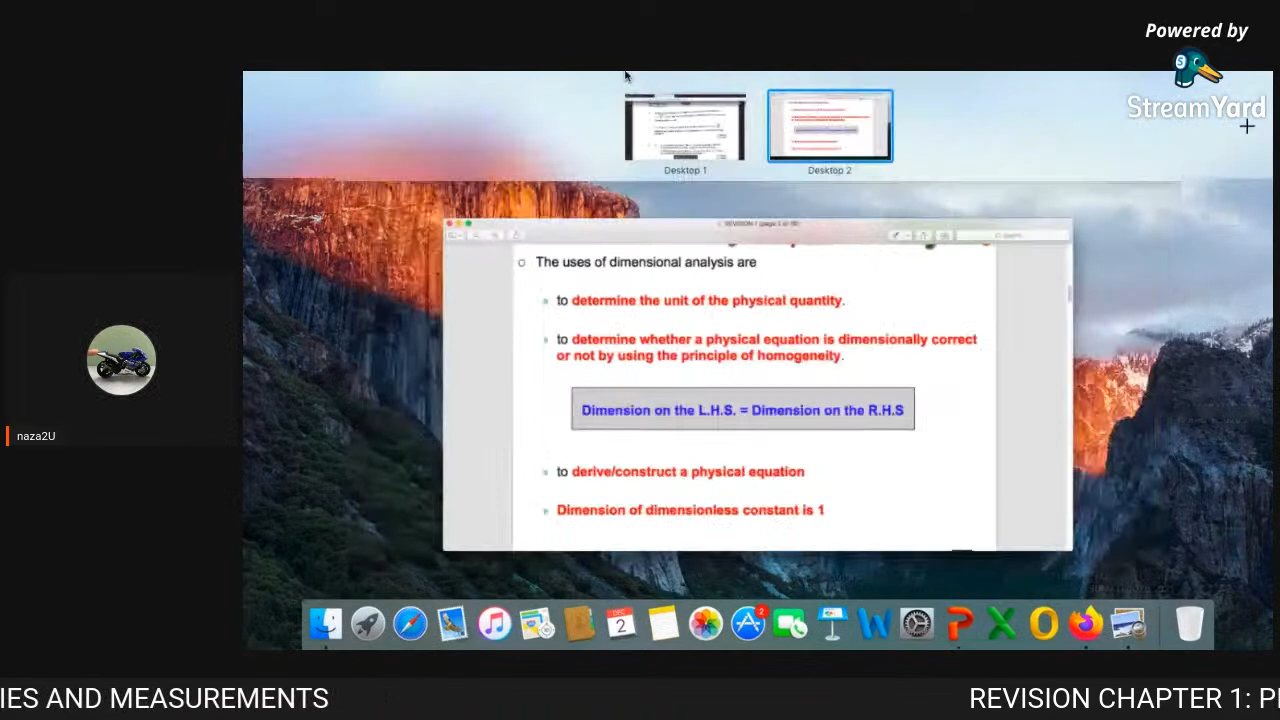 Powered by
StreamYard
Desktop 1
Desktop 2
The uses of dimensional analysis are
to determine the unit of the physical quantity.
to determine whether a physical equation is dimensionally correct
or not by using the principle of homogeneity.
Dimension on the L.H.S. = Dimension on the R.H.S
to derive/construct a physical equation
Dimension of dimensionless constant is 1
naza2U
DEC
2
2
IES AND MEASUREMENTS
REVISION CHAPTER 1: P